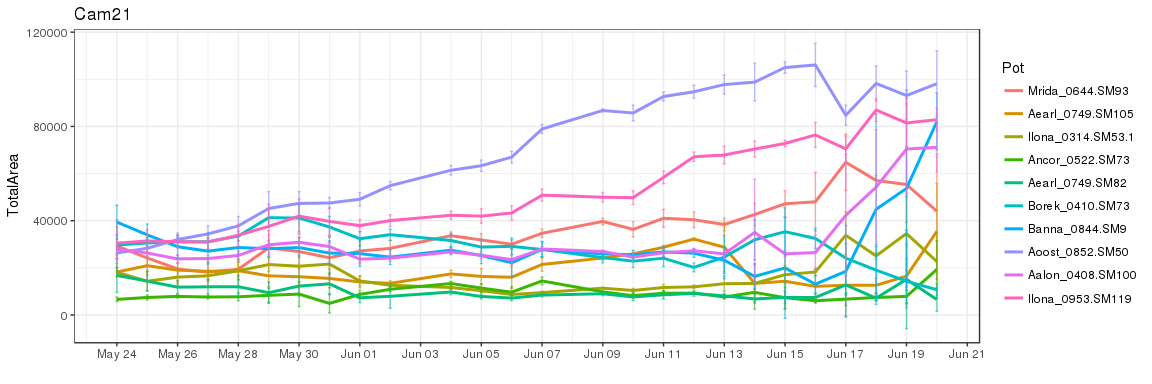 Cam21
TotalArea
120000
80000
40000
0
May 24 May 26 May 28 May 30 Jun 01 Jun 03 Jun 05 Jun 07 Jun 09 Jun 11 Jun 13 Jun 15 Jun 17 Jun 19 Jun 21
Pot
Mrida_0644.SM93
Aearl_0749.SM105
Ilona_0314.SM53.1
Ancor_0522.SM73
Aearl_0749.SM82
Borek_0410.SM73
Banna_0844.SM9
Aoost_0852.SM50
Aalon_0408.SM100
Ilona_0953.SM119